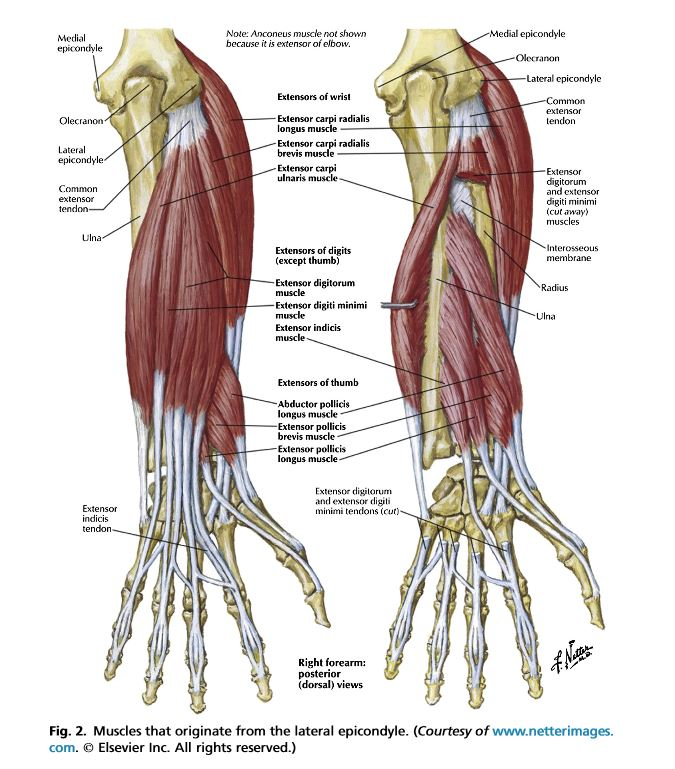 Medial
epicondyle
Olecranon
Lateral
epicondyle
Common
extensor
tendon
Ulna
Extensor
indicis
tendon
Note: Anconeus muscle not shown
because it is extensor of elbow.
Extensors of wrist
Extensor carpi radialis
longus muscle
Extensor carpi radialis
brevis muscle
Extensor carpi
ulnaris muscle
Extensors of digits
(except thumb)
Extensor digitorum
muscle
Extensor digiti minimi
muscle
Extensor indicis
muscle
Extensors of thumb
Abductor pollicis
longus muscle
Extensor pollicis
brevis muscle
Extensor pollicis
longus muscle
Extensor digitorum
and extensor digiti
minimi tendons (cut)
Medial epicondyle
Olecranon
Lateral epicondyle
Common
extensor
tendon
Extensor
digitorum
and extensor
digiti minimi
(cut away)
muscles
Interosseous
membrane
Radius
Ulna
Right forearm:
posterior
(dorsal) views
F. Netter
M.D.
Fig. 2. Muscles that originate from the lateral epicondyle. (Courtesy of www.netterimages.
com. © Elsevier Inc. All rights reserved.)